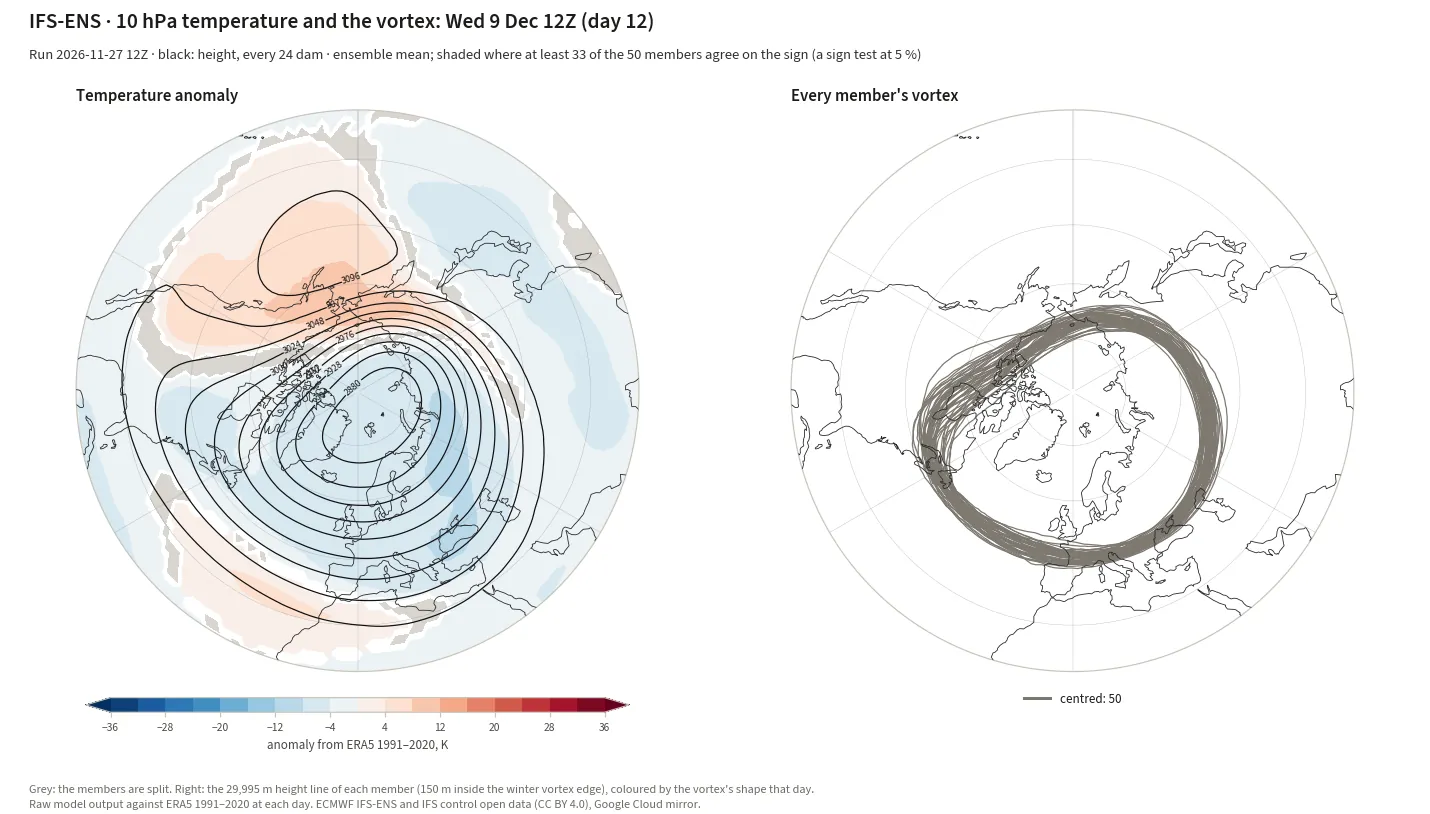 IFS-ENS · 10 hPa temperature and the vortex: Wed 9 Dec 12Z (day 12)
Run 2026-11-27 12Z · black: height, every 24 dam · ensemble mean; shaded where at least 33 of the 50 members agree on the sign (a sign test at 5 %)
Temperature anomaly
Every member's vortex
3096
3048
3024
2976
2928
2880
centred: 50
−36 −28 −20 −12 −4 4 12 20 28 36
anomaly from ERA5 1991–2020, K
Grey: the members are split. Right: the 29,995 m height line of each member (150 m inside the winter vortex edge), coloured by the vortex's shape that day.
Raw model output against ERA5 1991–2020 at each day. ECMWF IFS-ENS and IFS control open data (CC BY 4.0), Google Cloud mirror.